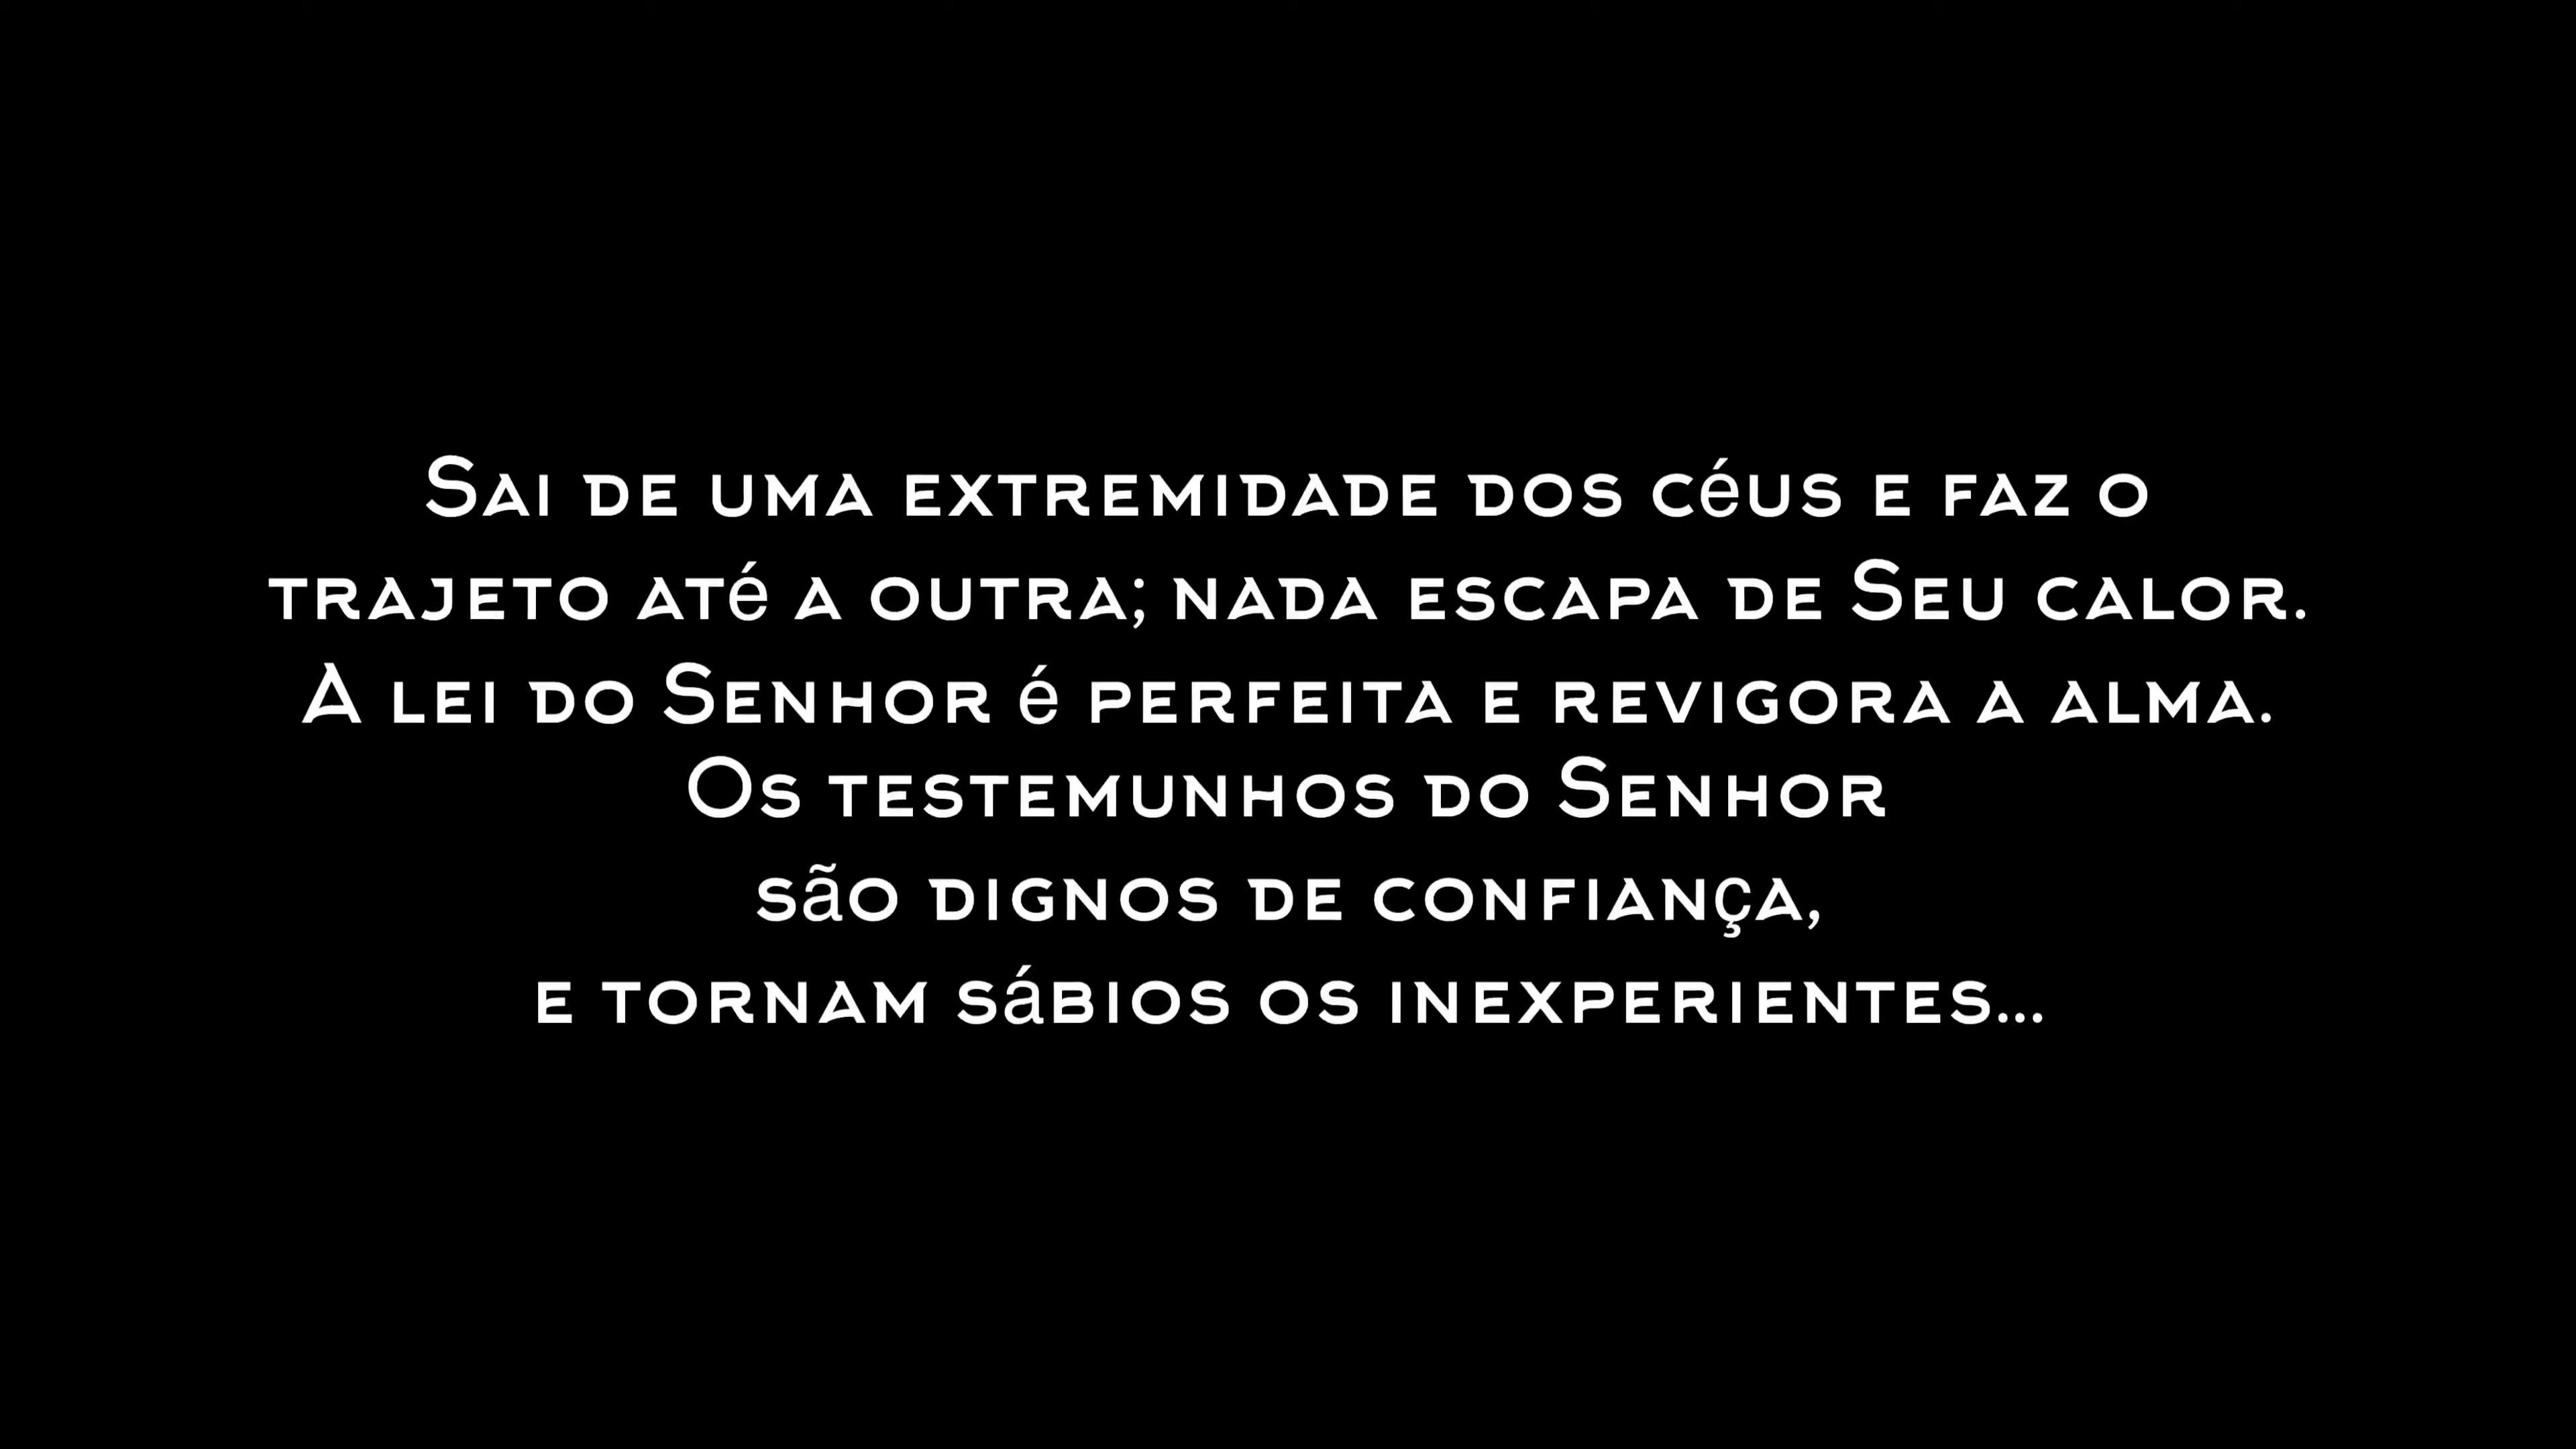 Sai de uma extremidade dos céus e faz o
trajeto até a outra; nada escapa de Seu calor.
A lei do Senhor é perfeita e revigora a alma.
Os testemunhos do Senhor
são dignos de confiança,
e tornam sábios os inexperientes...